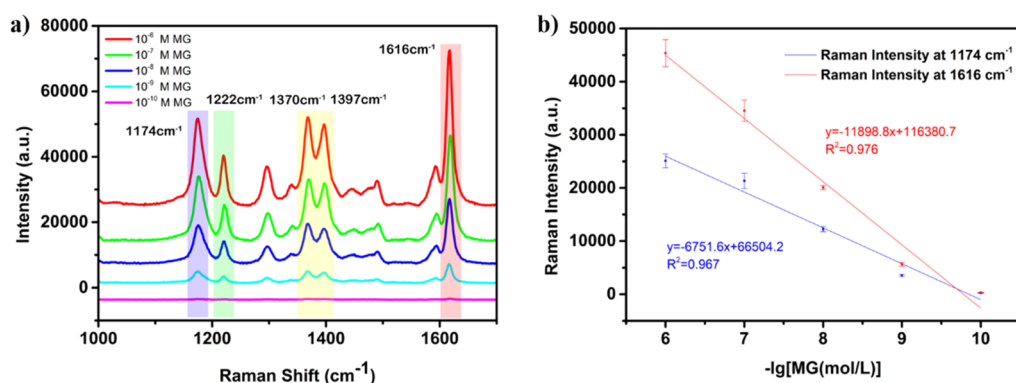 a)
80000
60000
40000
20000
0
Intensity (a.u.)
10⁻⁶ M MG
10⁻⁷ M MG
10⁻⁸ M MG
10⁻⁹ M MG
10⁻¹⁰ M MG
1174cm⁻¹
1222cm⁻¹
1370cm⁻¹
1397cm⁻¹
1616cm⁻¹
1000 1200 1400 1600
Raman Shift (cm⁻¹)
b)
50000
40000
30000
20000
10000
0
Raman Intensity (a.u.)
Raman Intensity at 1174 cm⁻¹
Raman Intensity at 1616 cm⁻¹
y=-11898.8x+116380.7
R²=0.976
y=-6751.6x+66504.2
R²=0.967
6 7 8 9 10
-lg[MG(mol/L)]